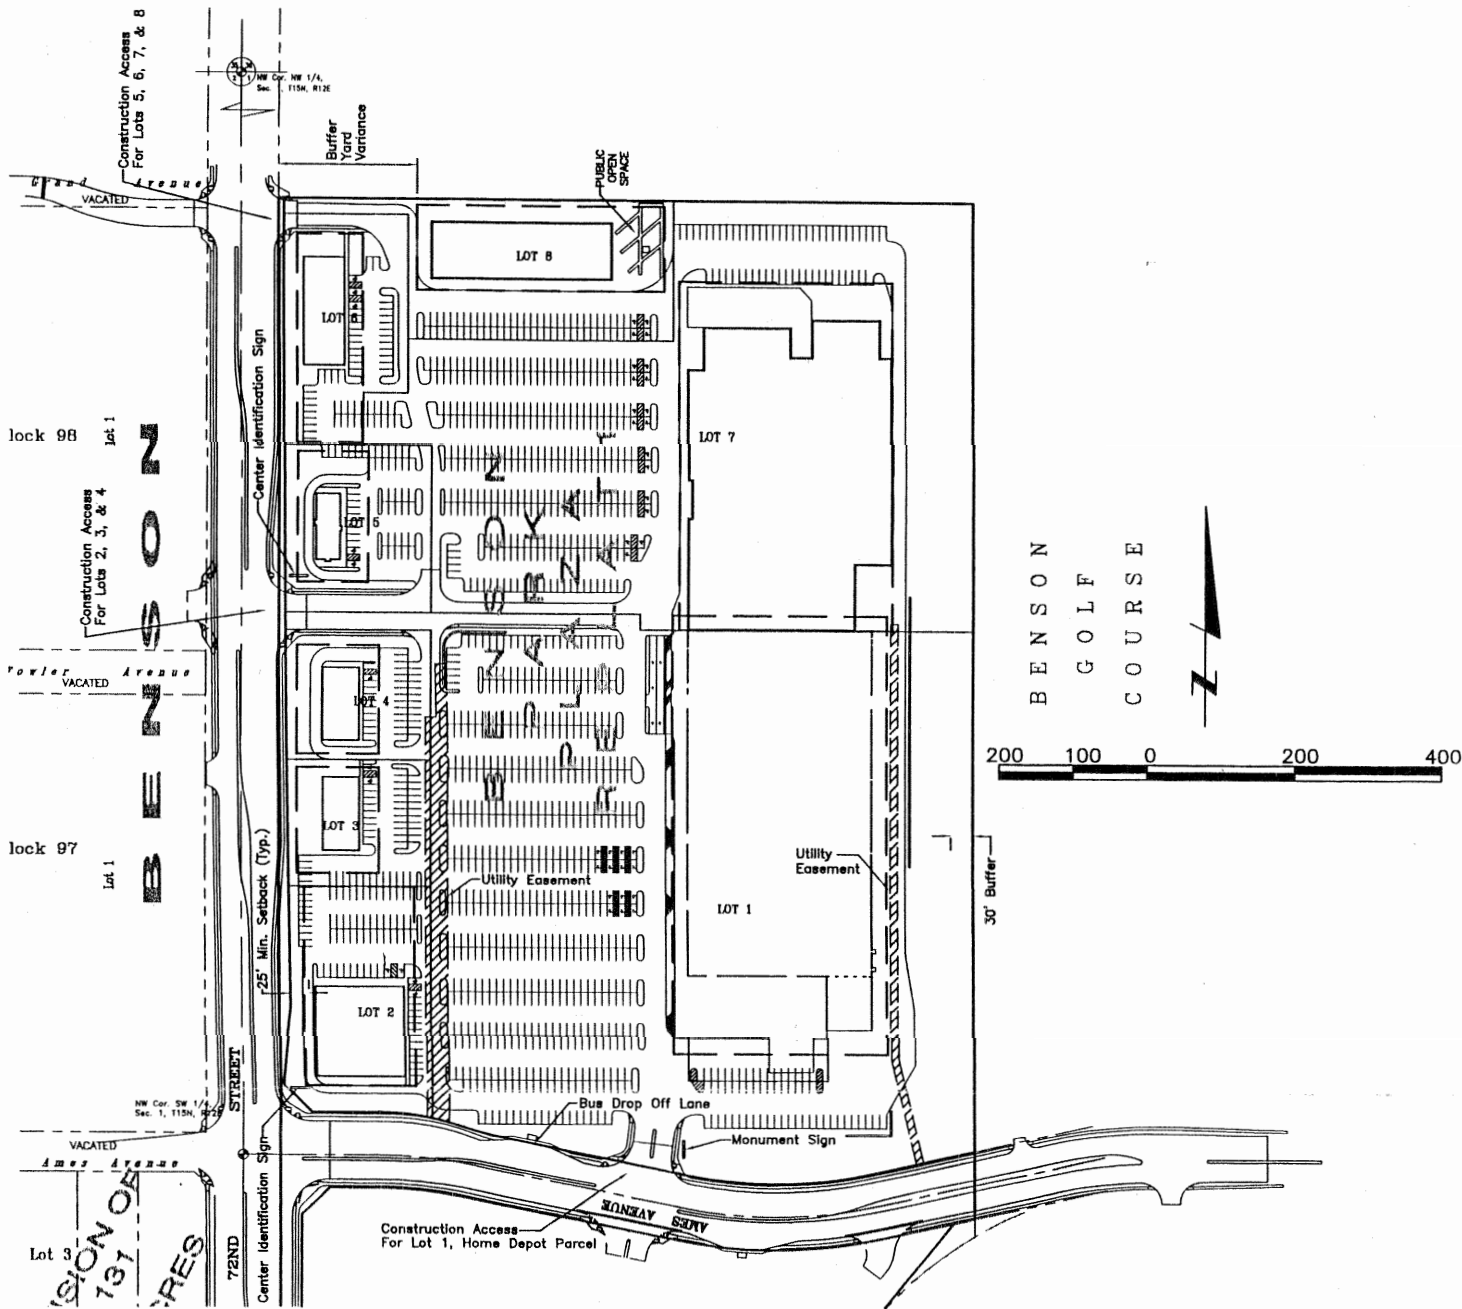 Construction Access
For Lots 5, 6, 7, & 8
NW Cor. NW 1/4,
T15N, R12E
Buffer
Yard
Variance
PUBLIC
OPEN
SPACE
Grand Avenue
VACATED
LOT 8
LOT
Center Identification Sign
lock 98
Lot 1
LOT 7
BENSON
Construction Access
For Lots 2, 3, & 4
LOT 5
BENSON
GOLF
COURSE
N
VACATED
Avenue
LOT 4
200 100 0 200 400
lock 97
Lot 1
LOT 3
25' Min. Setback (Typ.)
Utility Easement
Utility
Easement
30' Buffer
LOT 1
LOT 2
NW Cor. SW 1/4
Sec. 1, T15N,
STREET
72ND
VACATED
Ames Avenue
Bus Drop Off Lane
Monument Sign
Center Identification Sign
AMES
AVENUE
Construction Access
For Lot 1, Home Depot Parcel
Lot 3